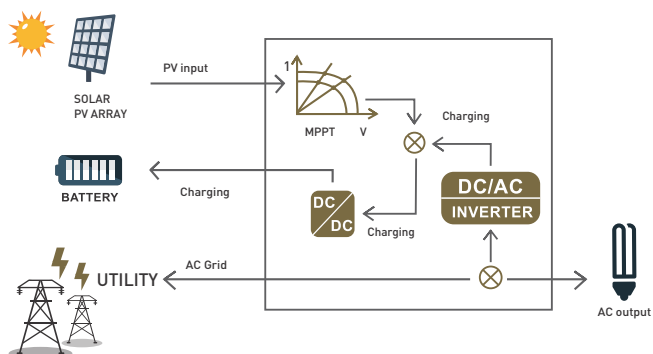 PV input
SOLAR
PV ARRAY
1
MPPT
V
Charging
BATTERY
Charging
DC
DC
Charging
DC/AC
INVERTER
UTILITY
AC Grid
AC output